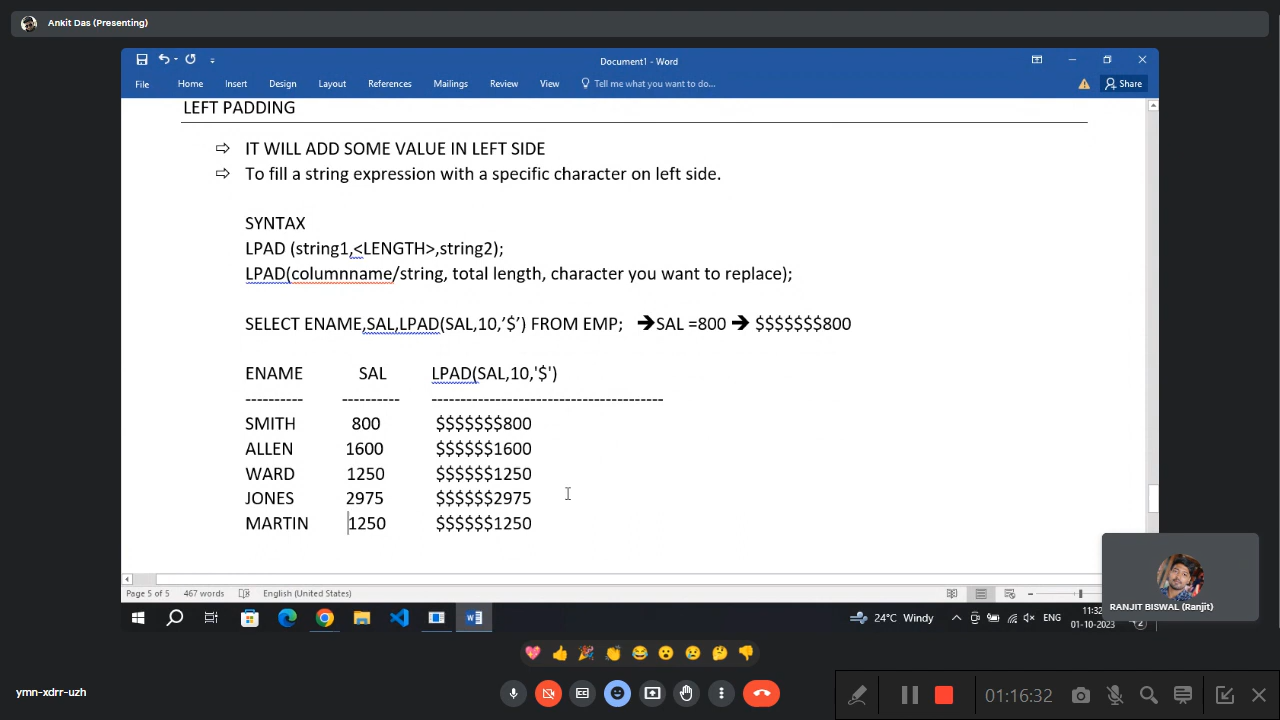 Ankit Das (Presenting)
Document1 - Word
File Home Insert Design Layout References Mailings Review View Tell me what you want to do... Share
LEFT PADDING
⇨ IT WILL ADD SOME VALUE IN LEFT SIDE
⇨ To fill a string expression with a specific character on left side.
SYNTAX
LPAD (string1,<LENGTH>,string2);
LPAD(columnname/string, total length, character you want to replace);
SELECT ENAME,SAL,LPAD(SAL,10,’$’) FROM EMP; ➔SAL =800 ➔ $$$$$$$800
ENAME SAL LPAD(SAL,10,'$')
---------- ---------- ----------------------------------------
SMITH 800 $$$$$$$800
ALLEN 1600 $$$$$$1600
WARD 1250 $$$$$$1250
JONES 2975 $$$$$$2975
MARTIN 1250 $$$$$$1250
RANJIT BISWAL (Ranjit)
Page 5 of 5 467 words English (United States)
24°C Windy ENG
11:32
01-10-2023
ymn-xdrr-uzh
01:16:32